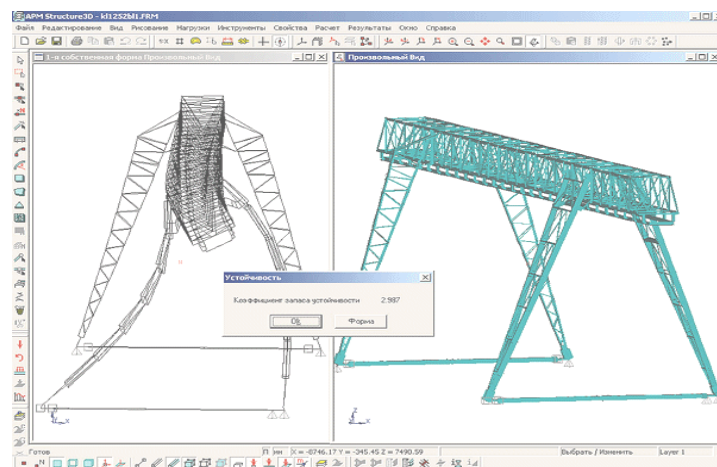 APM Structure3D - kl1252bl1.FRM
Файл Редактирование Вид Рисование Нагрузки Инструменты Свойства Расчет Результаты Окно Справка
1-я собственная форма Произвольный Вид
Произвольный Вид
Устойчивость
Коэффициент запаса устойчивости 2.987
Ok
Форма
Готово
П мм X = -8746.17 Y = -345.45 Z = 7490.59
Выбрать / Изменить
Layer 1